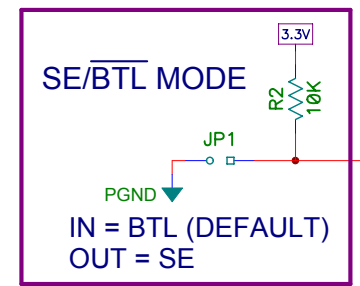 3.3V
SE/BTL MODE
R2
10K
JP1
PGND
IN = BTL (DEFAULT)
OUT = SE